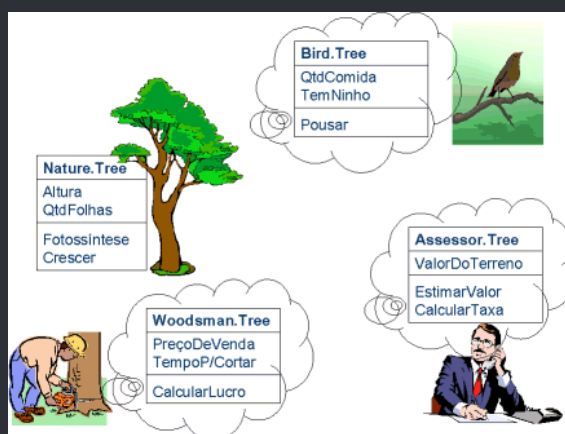 Bird.Tree
QtdComida
TemNinho
Pousar
Nature.Tree
Altura
QtdFolhas
Fotossíntese
Crescer
Assessor.Tree
ValorDoTerreno
EstimarValor
CalcularTaxa
Woodsman.Tree
PreçoDeVenda
TempoP/Cortar
CalcularLucro